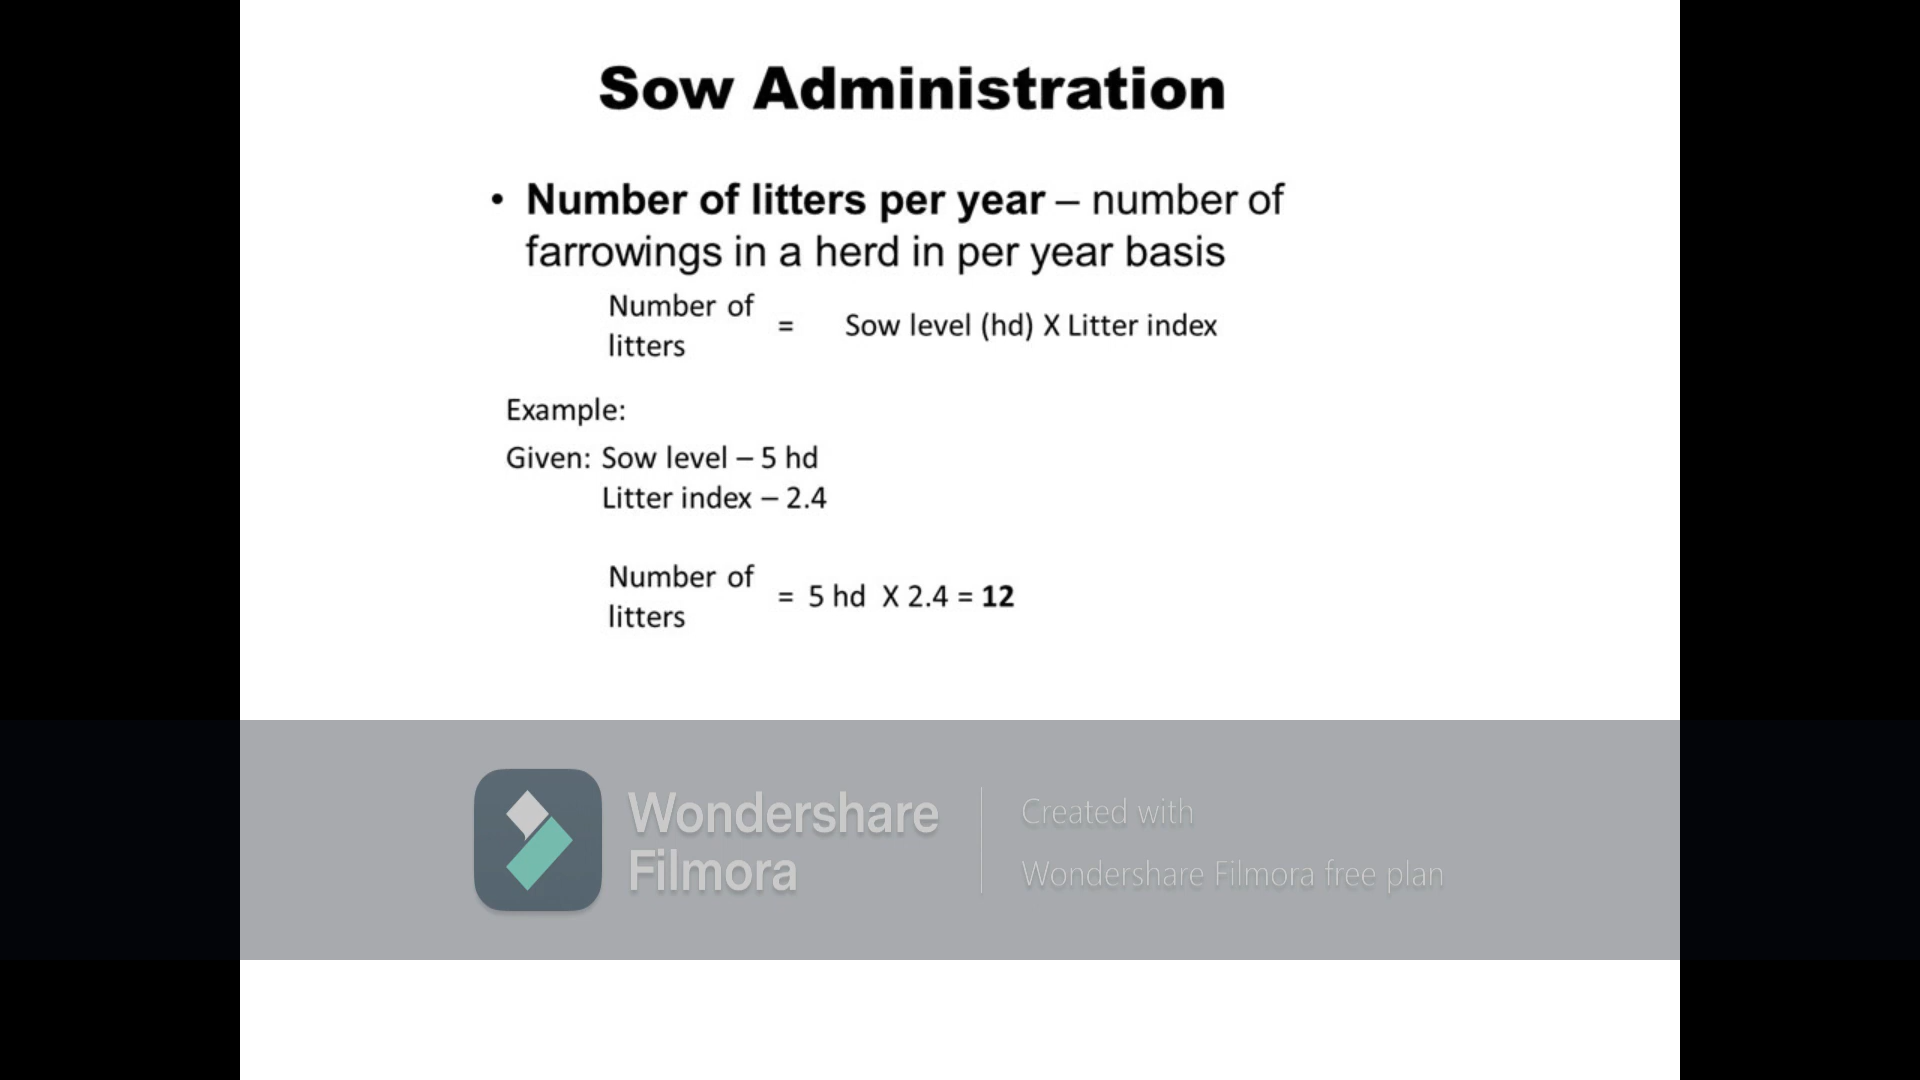 Sow Administration
• Number of litters per year – number of
farrowings in a herd in per year basis
Number of
litters
= Sow level (hd) X Litter index
Example:
Given: Sow level – 5 hd
Litter index – 2.4
Number of
litters
= 5 hd X 2.4 = 12
Wondershare
Filmora
Created with
Wondershare Filmora free plan